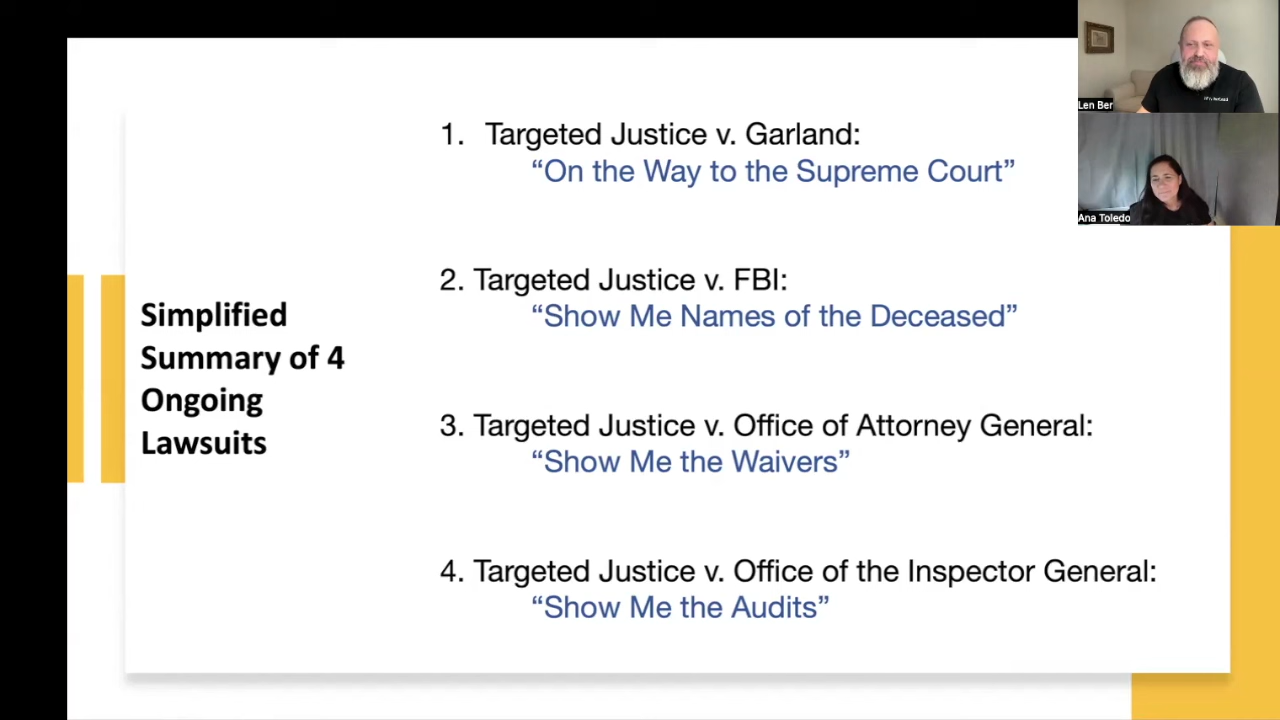 Simplified
Summary of 4
Ongoing
Lawsuits
1. Targeted Justice v. Garland:
“On the Way to the Supreme Court”
2. Targeted Justice v. FBI:
“Show Me Names of the Deceased”
3. Targeted Justice v. Office of Attorney General:
“Show Me the Waivers”
4. Targeted Justice v. Office of the Inspector General:
“Show Me the Audits”
Len Ber
Ana Toledo